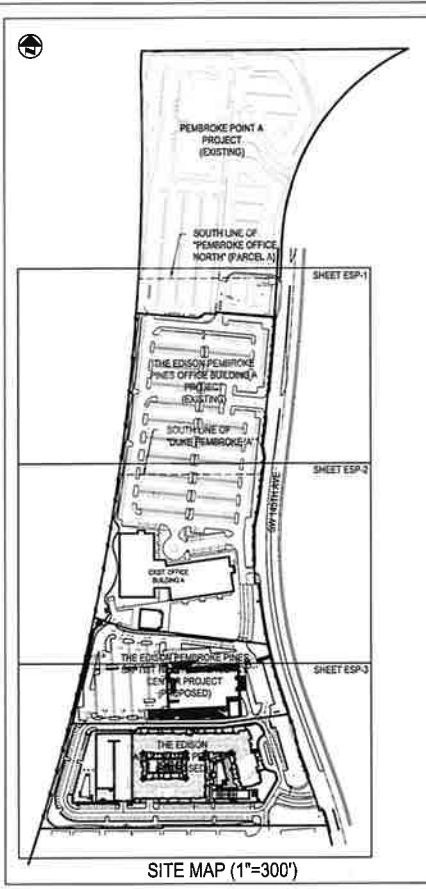 PEMBROKE POINT A
PROJECT
(EXISTING)
SOUTH LINE OF
"PEMBROKE OFFICE
NORTH" (PARCEL A)
SHEET ESP-1
THE EDISON PEMBROKE
PINES OFFICE BUILDING A
PROJECT
(EXISTING)
SOUTH LINE OF
"DUKE PEMBROKE 'A'"
SHEET ESP-2
SW 145TH AVE
EXIST. OFFICE
BUILDING A
THE EDISON PEMBROKE PINES
SHEET ESP-3
CENTER PROJECT
(PROPOSED)
THE EDISON
SITE MAP (1"=300')